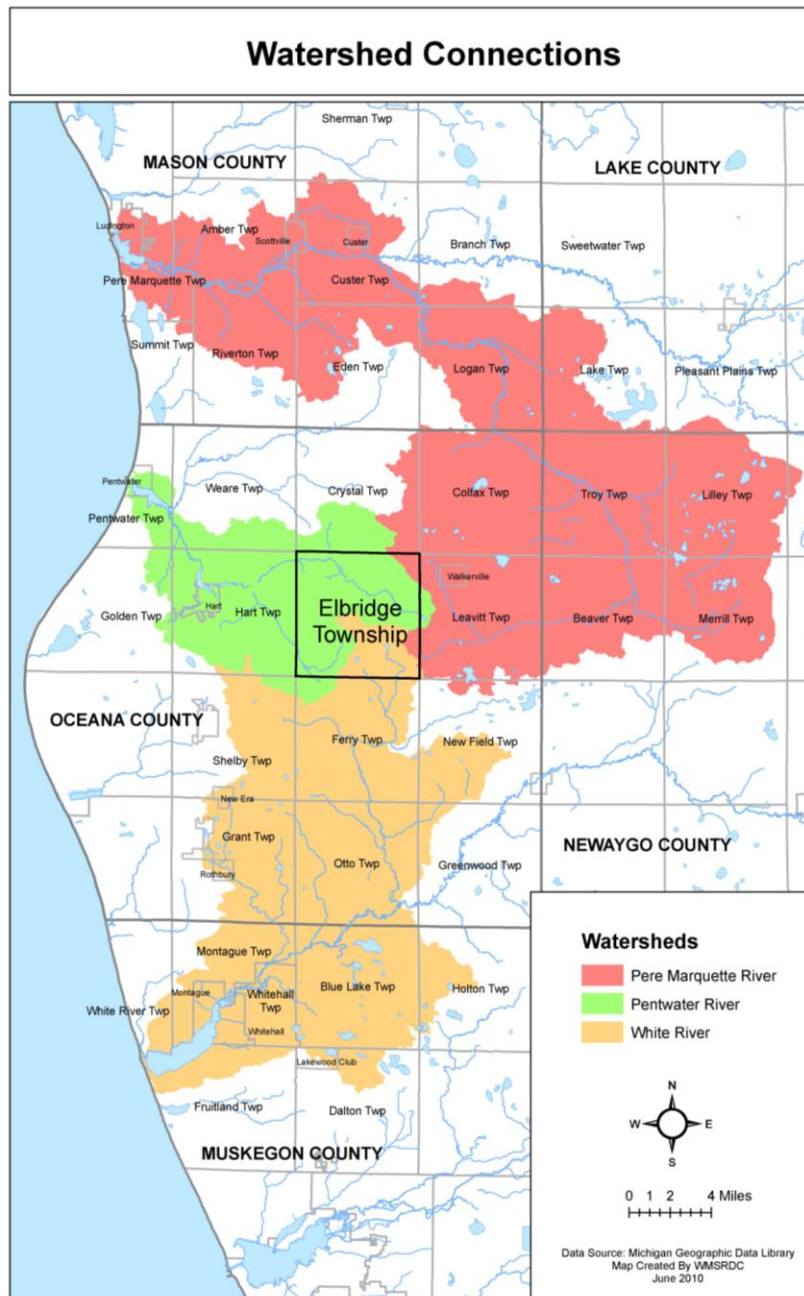 Watershed Connections
Sherman Twp
MASON COUNTY
LAKE COUNTY
Ludington
Amber Twp
Scottville
Custer
Branch Twp
Sweetwater Twp
Pere Marquette Twp
Custer Twp
Summit Twp
Riverton Twp
Eden Twp
Logan Twp
Lake Twp
Pleasant Plains Twp
Pentwater
Weare Twp
Crystal Twp
Colfax Twp
Troy Twp
Lilley Twp
Pentwater Twp
Walkerville
Golden Twp
Hart
Hart Twp
Elbridge
Township
Leavitt Twp
Beaver Twp
Merrill Twp
OCEANA COUNTY
Ferry Twp
New Field Twp
Shelby Twp
New Era
Grant Twp
Otto Twp
Greenwood Twp
NEWAYGO COUNTY
Rothbury
Montague Twp
White River Twp
Montague
Whitehall
Twp
Blue Lake Twp
Holton Twp
Whitehall
Lakewood Club
Fruitland Twp
Dalton Twp
MUSKEGON COUNTY
Watersheds
Pere Marquette River
Pentwater River
White River
N
W
E
S
0 1 2 4 Miles
Data Source: Michigan Geographic Data Library
Map Created By WMSRDC
June 2010